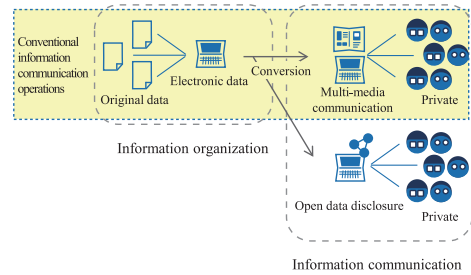 Conventional
information
communication
operations
Original data
Electronic data
Conversion
Multi-media
communication
Private
Information organization
Open data disclosure
Private
Information communication